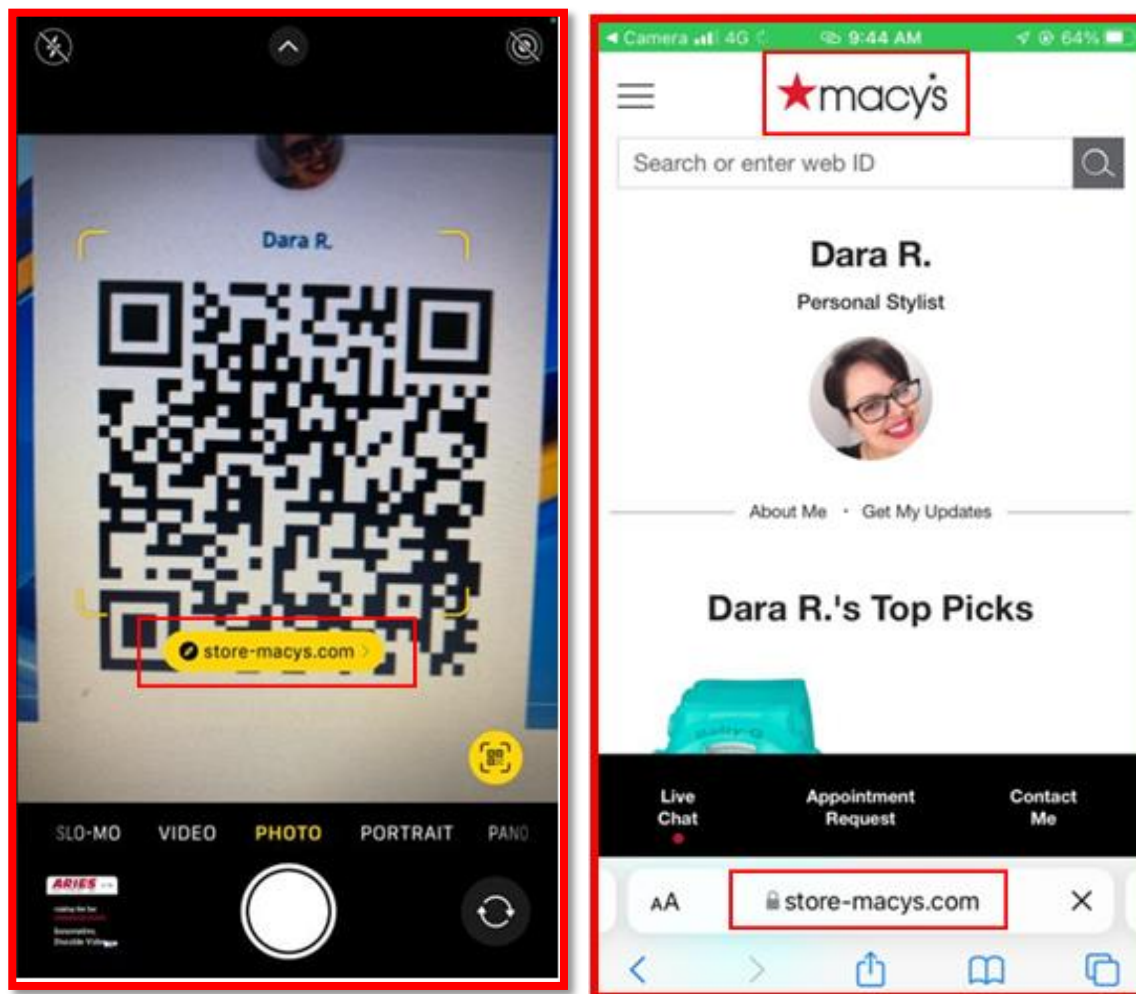 Dara R.
store-macys.com
SLO-MO VIDEO PHOTO PORTRAIT PANO
ARIES
Camera 4G 9:44 AM 64%
macy's
Search or enter web ID
Dara R.
Personal Stylist
About Me · Get My Updates
Dara R.'s Top Picks
Live Chat
Appointment Request
Contact Me
AA store-macys.com